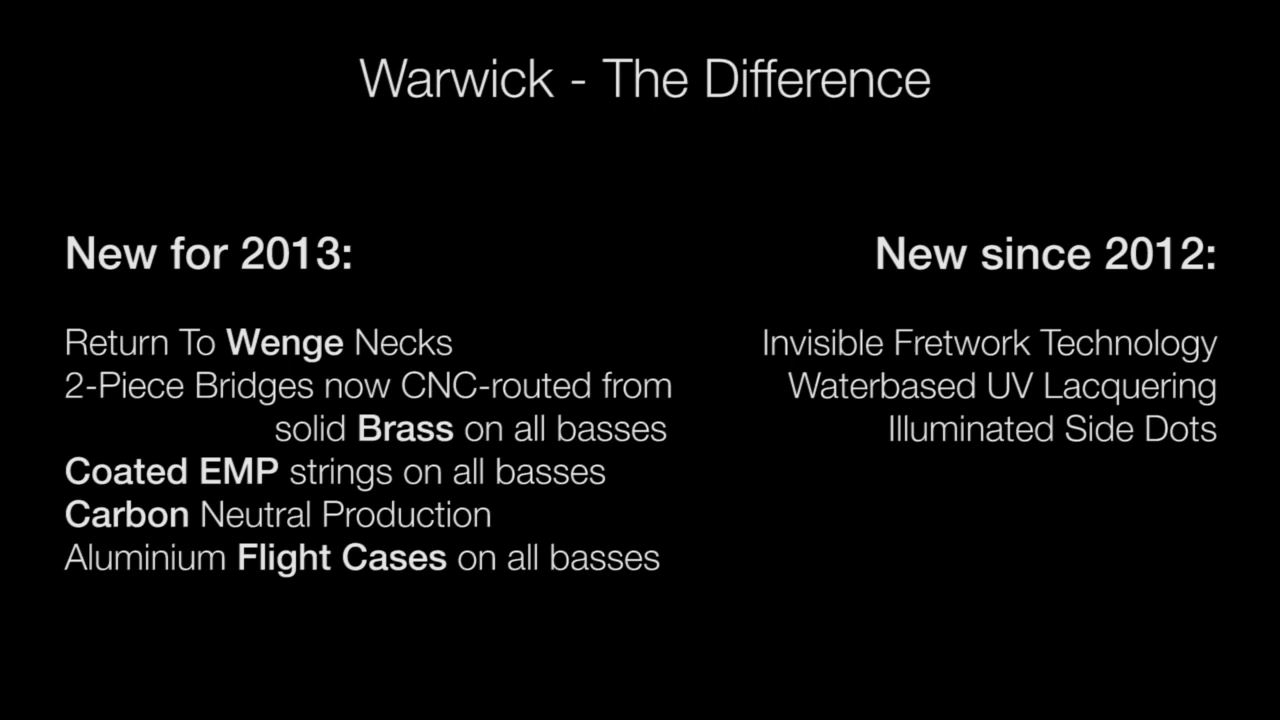 Warwick - The Difference
New for 2013:
Return To Wenge Necks
2-Piece Bridges now CNC-routed from
solid Brass on all basses
Coated EMP strings on all basses
Carbon Neutral Production
Aluminium Flight Cases on all basses
New since 2012:
Invisible Fretwork Technology
Waterbased UV Lacquering
Illuminated Side Dots